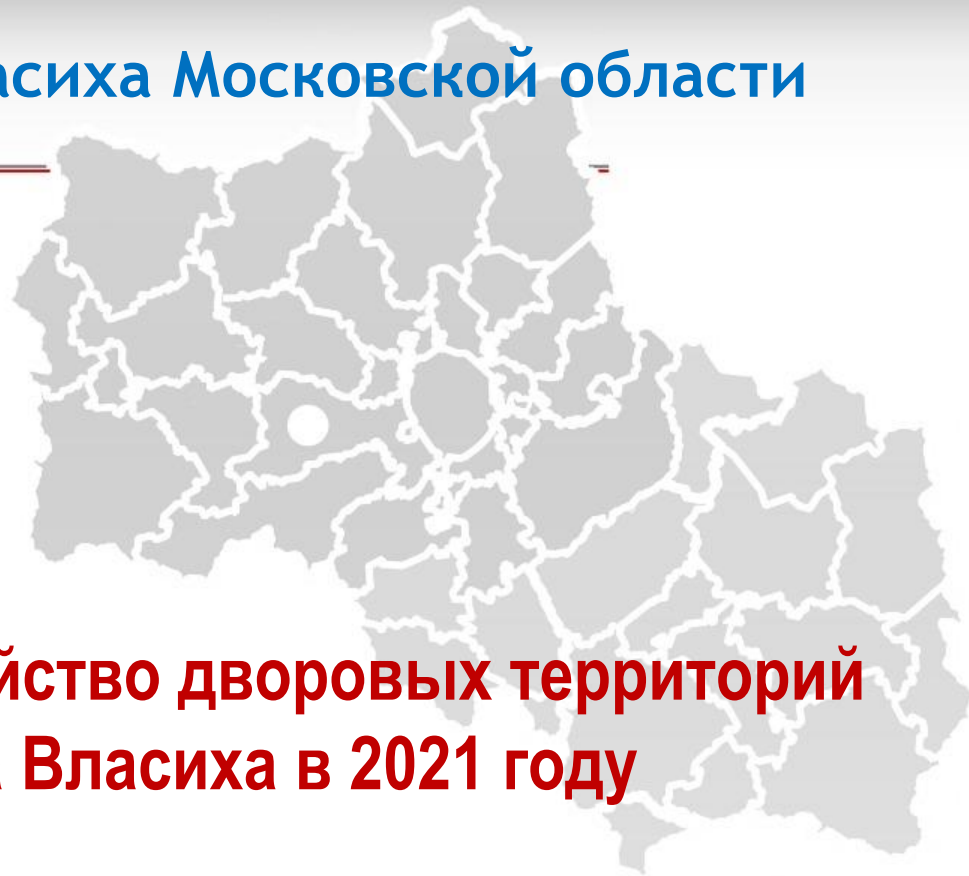 асиха Московской области
йство дворовых территорий
Власиха в 2021 году